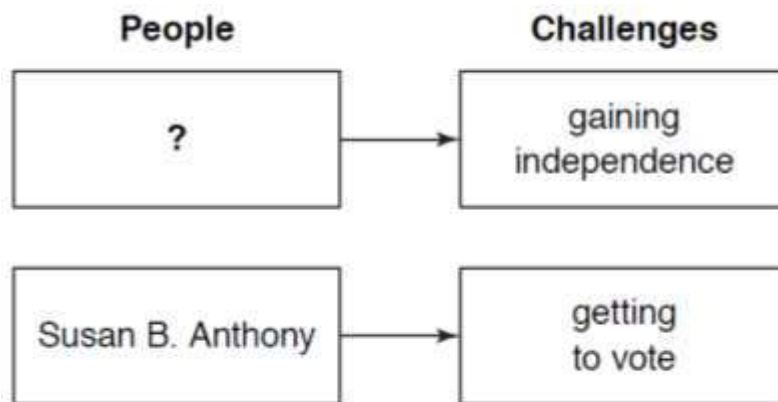 People
Challenges
?
gaining
independence
Susan B. Anthony
getting
to vote